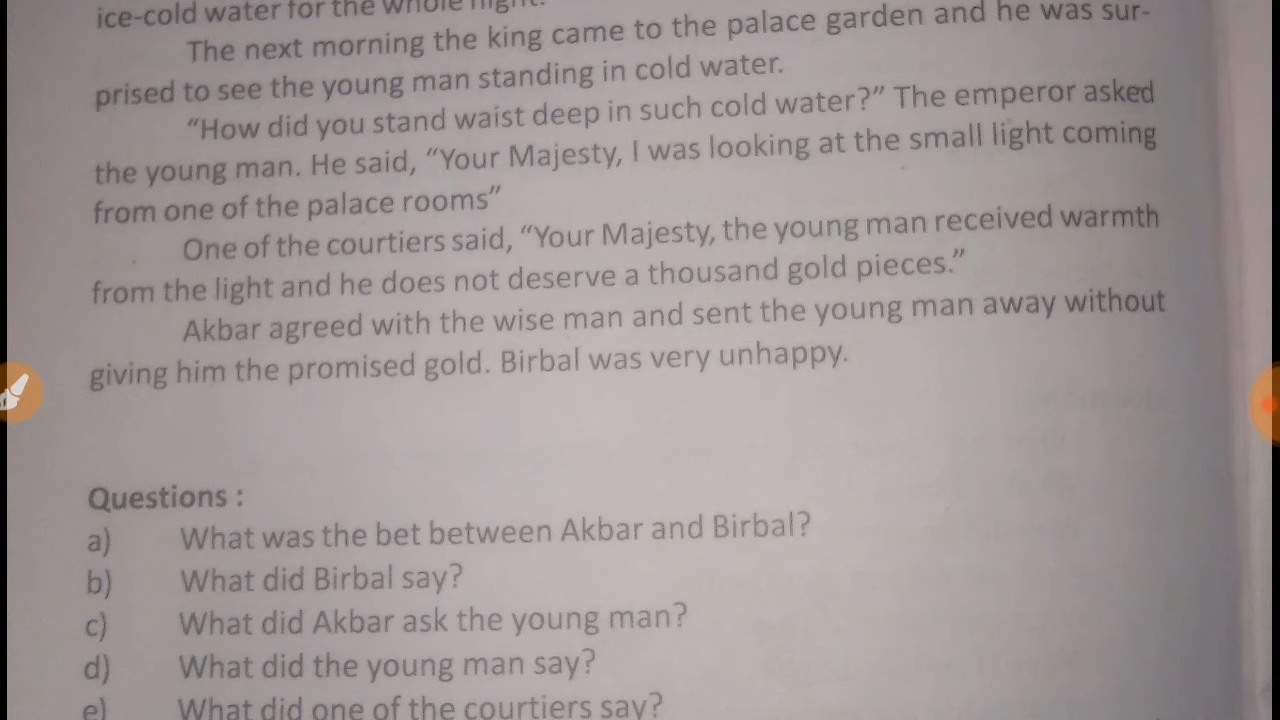 ice-cold water for the whole night.
The next morning the king came to the palace garden and he was sur-
prised to see the young man standing in cold water.
“How did you stand waist deep in such cold water?” The emperor asked
the young man. He said, “Your Majesty, I was looking at the small light coming
from one of the palace rooms”
One of the courtiers said, “Your Majesty, the young man received warmth
from the light and he does not deserve a thousand gold pieces.”
Akbar agreed with the wise man and sent the young man away without
giving him the promised gold. Birbal was very unhappy.
Questions :
a) What was the bet between Akbar and Birbal?
b) What did Birbal say?
c) What did Akbar ask the young man?
d) What did the young man say?
e) What did one of the courtiers say?